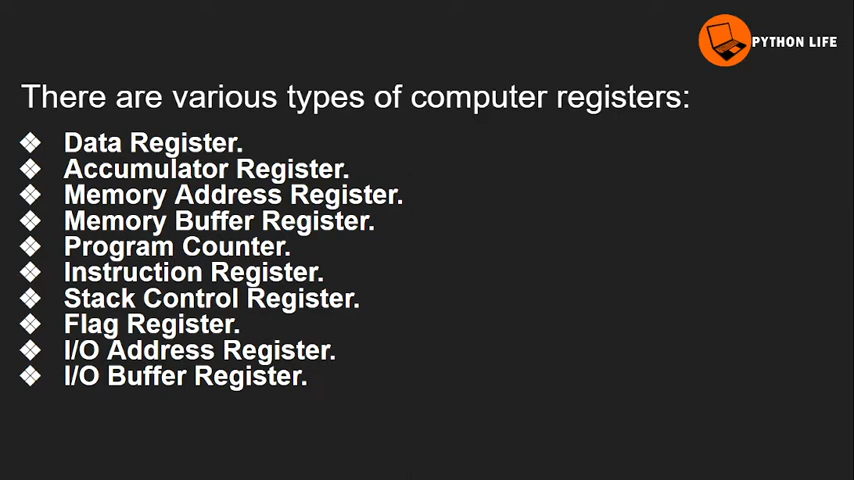 PYTHON LIFE
There are various types of computer registers:
❖ Data Register.
❖ Accumulator Register.
❖ Memory Address Register.
❖ Memory Buffer Register.
❖ Program Counter.
❖ Instruction Register.
❖ Stack Control Register.
❖ Flag Register.
❖ I/O Address Register.
❖ I/O Buffer Register.